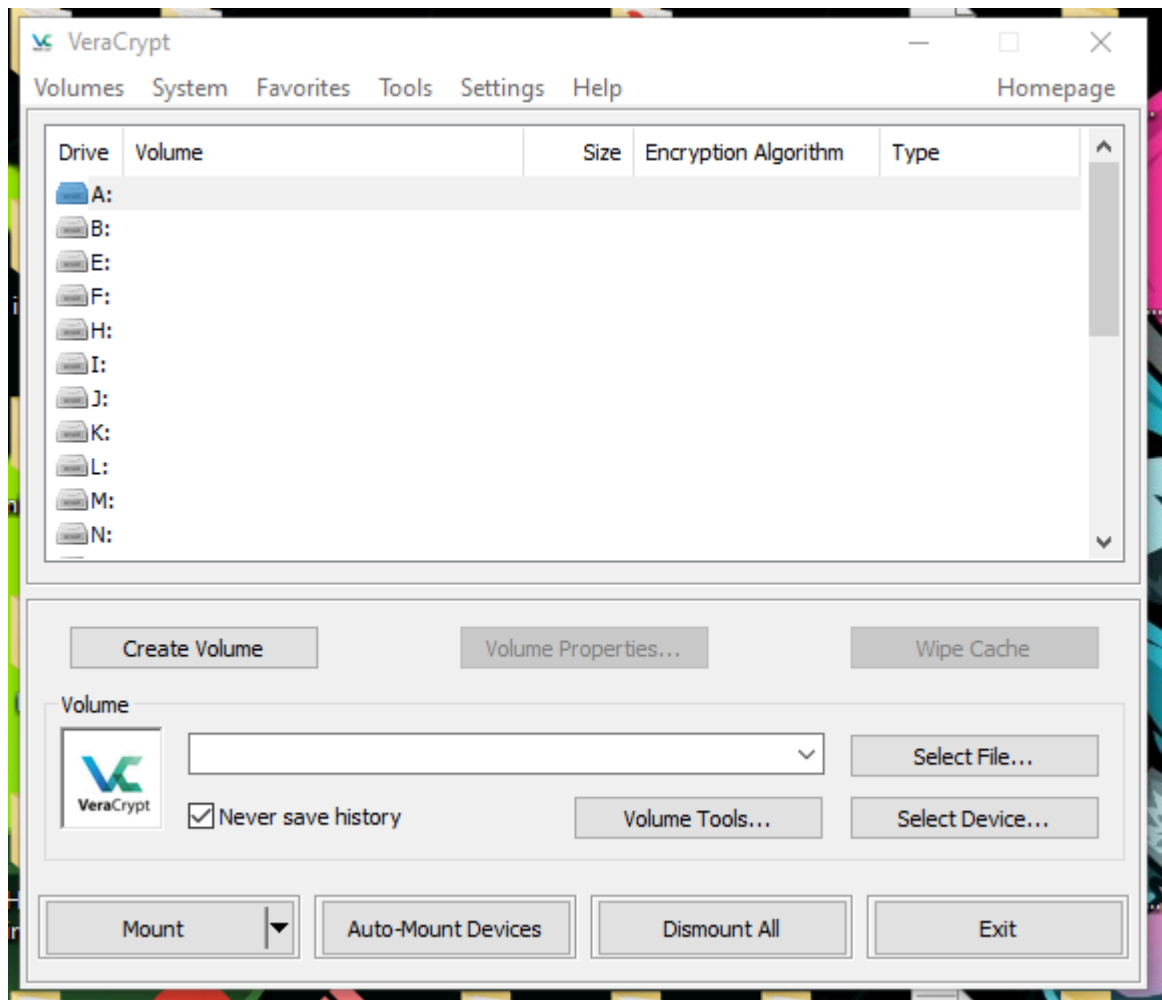 VeraCrypt
Volumes System Favorites Tools Settings Help Homepage
Drive Volume Size Encryption Algorithm Type
A:
B:
E:
F:
H:
I:
J:
K:
L:
M:
N:
Create Volume Volume Properties... Wipe Cache
Volume
VeraCrypt
Select File...
Never save history Volume Tools... Select Device...
Mount Auto-Mount Devices Dismount All Exit